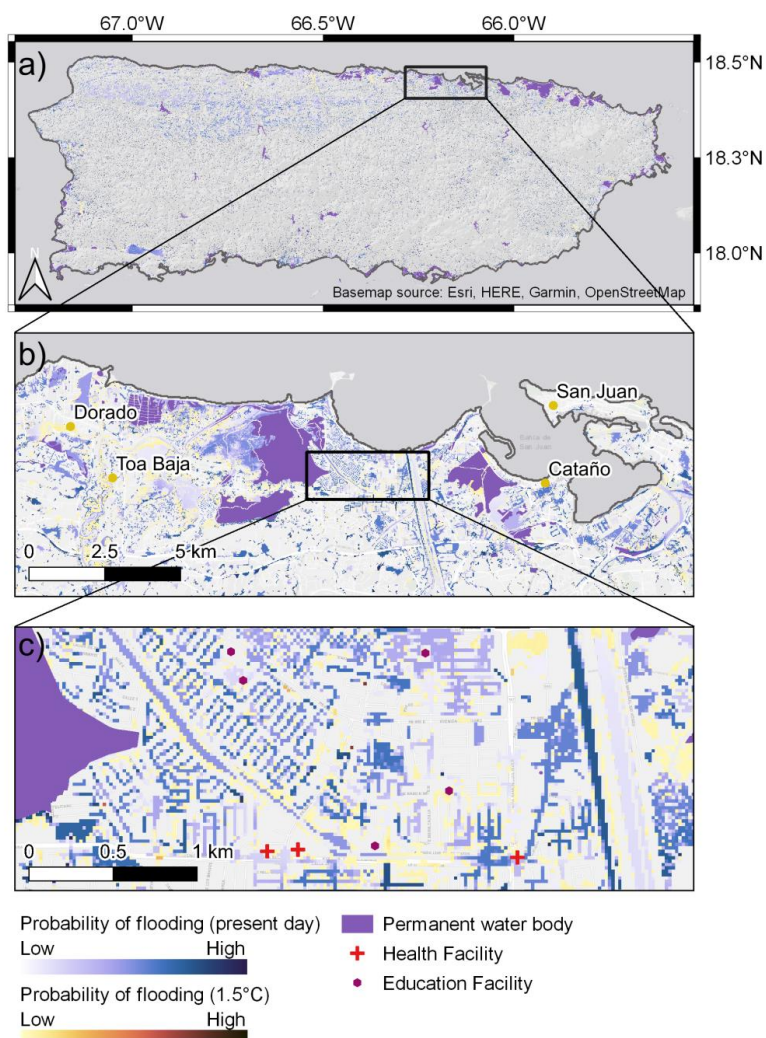 67.0°W 66.5°W 66.0°W
a)
18.5°N
18.3°N
18.0°N
N
Basemap source: Esri, HERE, Garmin, OpenStreetMap
b)
San Juan
Dorado
Toa Baja
Cataño
0 2.5 5 km
c)
0 0.5 1 km
Probability of flooding (present day)
Low High
Probability of flooding (1.5°C)
Low High
Permanent water body
Health Facility
Education Facility